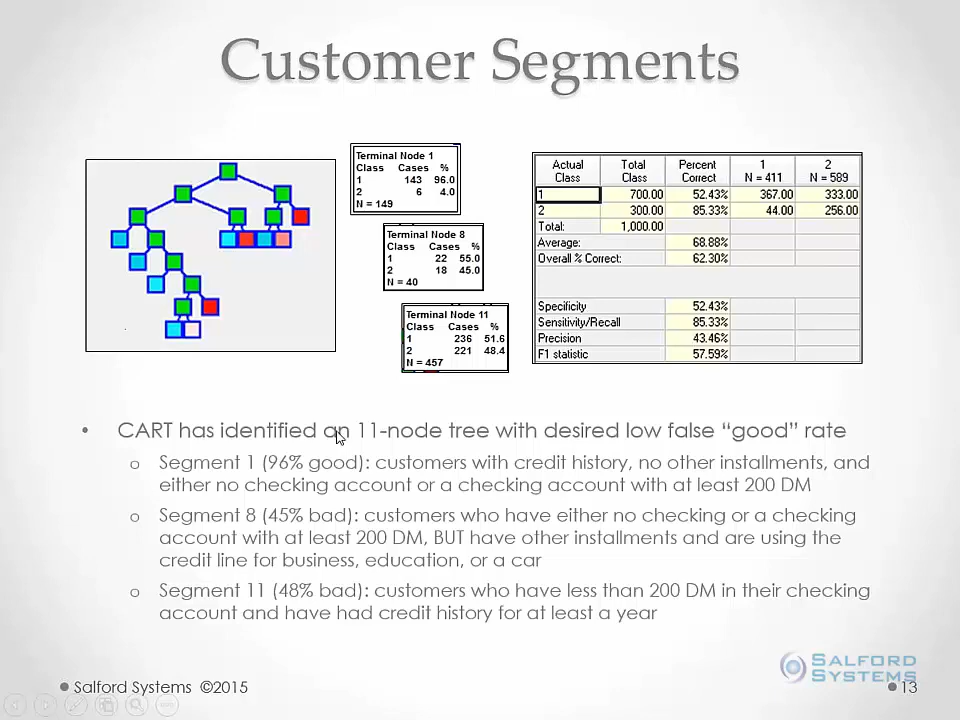 Customer Segments
Terminal Node 1
Class Cases %
1 143 96.0
2 6 4.0
N = 149
Terminal Node 8
Class Cases %
1 22 55.0
2 18 45.0
N = 40
Terminal Node 11
Class Cases %
1 236 51.6
2 221 48.4
N = 457
Actual Class Total Class Percent Correct 1 N = 411 2 N = 589
1 700.00 52.43% 367.00 333.00
2 300.00 85.33% 44.00 256.00
Total: 1,000.00
Average: 68.88%
Overall % Correct: 62.30%
Specificity 52.43%
Sensitivity/Recall 85.33%
Precision 43.46%
F1 statistic 57.59%
• CART has identified an 11-node tree with desired low false “good” rate
o Segment 1 (96% good): customers with credit history, no other installments, and
either no checking account or a checking account with at least 200 DM
o Segment 8 (45% bad): customers who have either no checking or a checking
account with at least 200 DM, BUT have other installments and are using the
credit line for business, education, or a car
o Segment 11 (48% bad): customers who have less than 200 DM in their checking
account and have had credit history for at least a year
SALFORD
SYSTEMS
Salford Systems ©2015
13